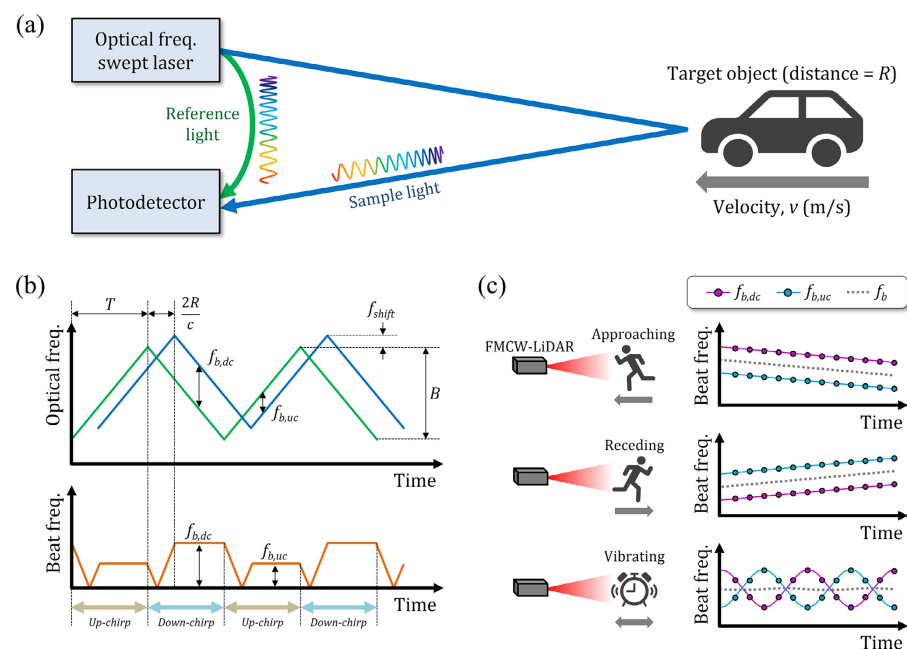 (a)
Optical freq.
swept laser
Reference
light
Photodetector
Sample light
Target object (distance = R)
Velocity, v (m/s)
(b)
Optical freq.
T
2R
c
f_shift
f_b,dc
f_b,uc
B
Time
Beat freq.
f_b,dc
f_b,uc
Time
Up-chirp
Down-chirp
Up-chirp
Down-chirp
(c)
f_b,dc
f_b,uc
f_b
FMCW-LiDAR
Approaching
Beat freq.
Time
Receding
Beat freq.
Time
Vibrating
Beat freq.
Time